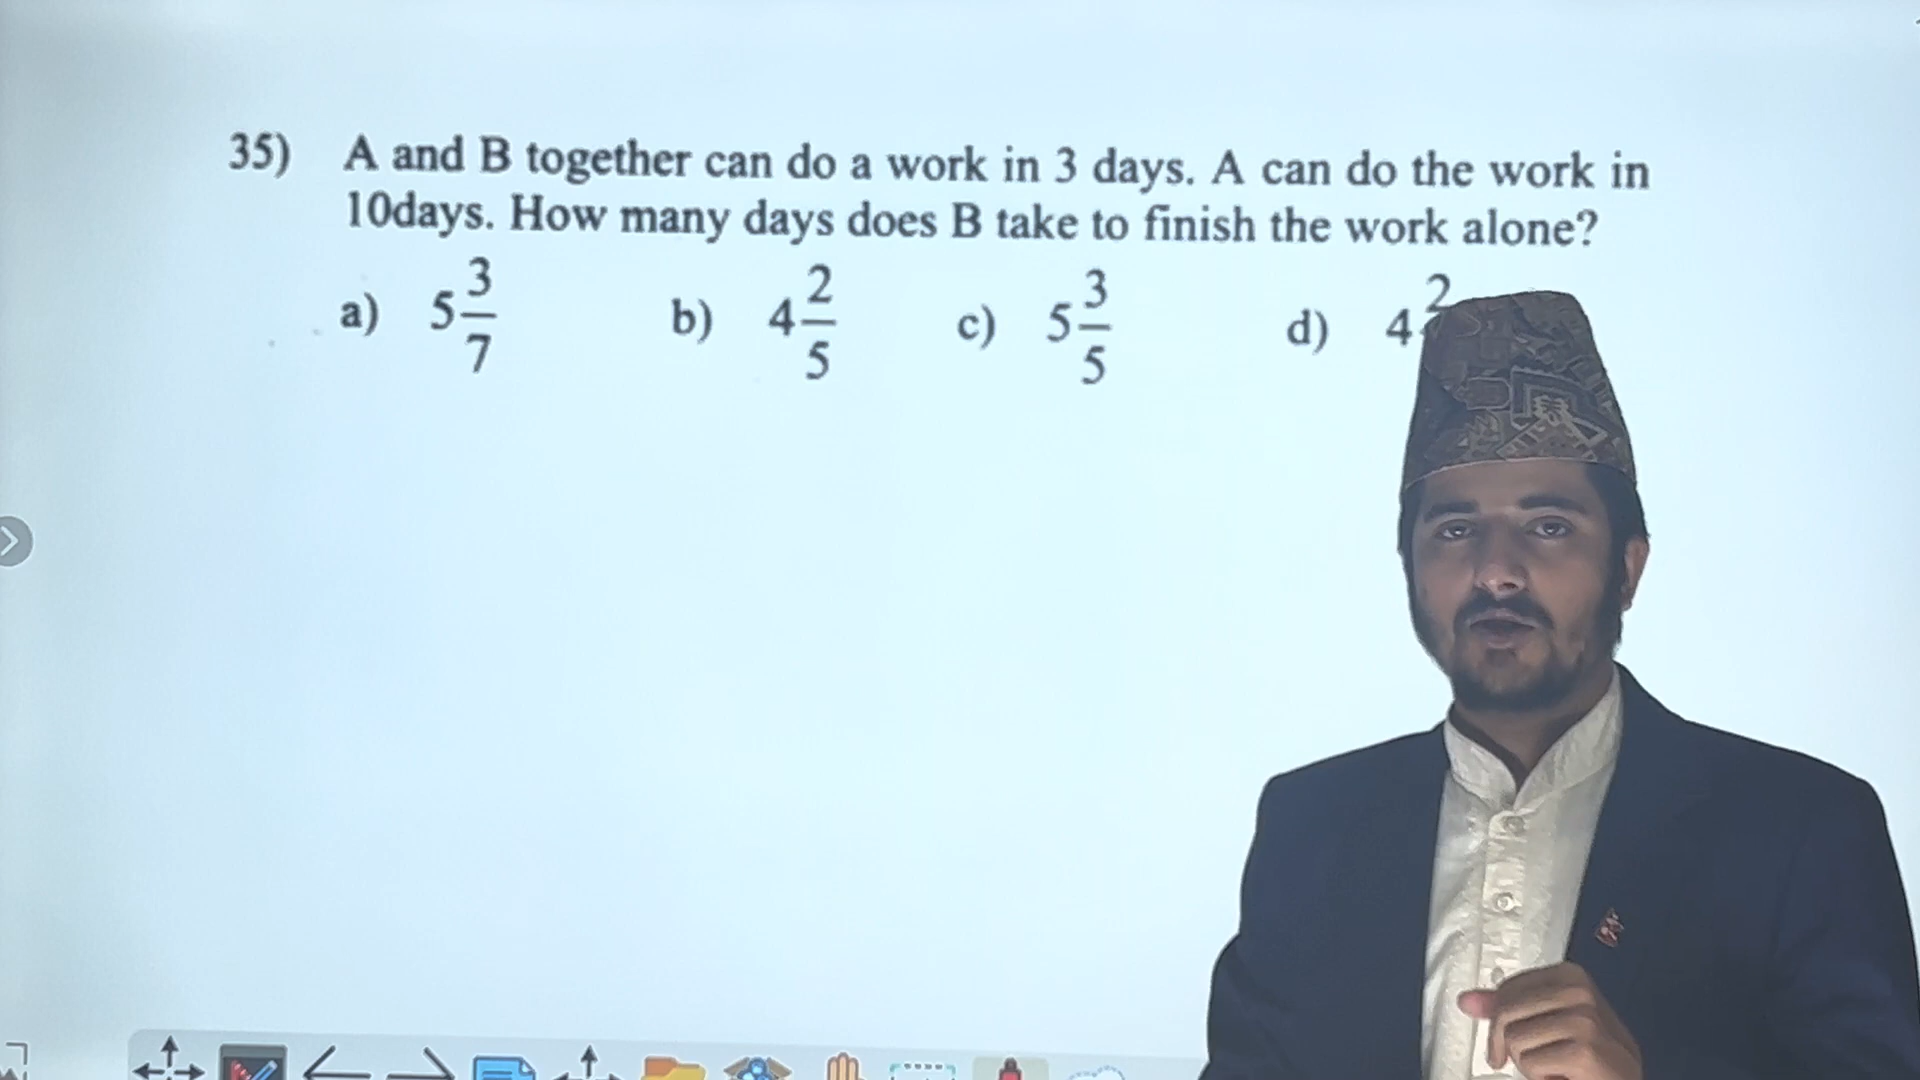 35) A and B together can do a work in 3 days. A can do the work in
10days. How many days does B take to finish the work alone?
a) 5 3/7 b) 4 2/5 c) 5 3/5 d) 4 2